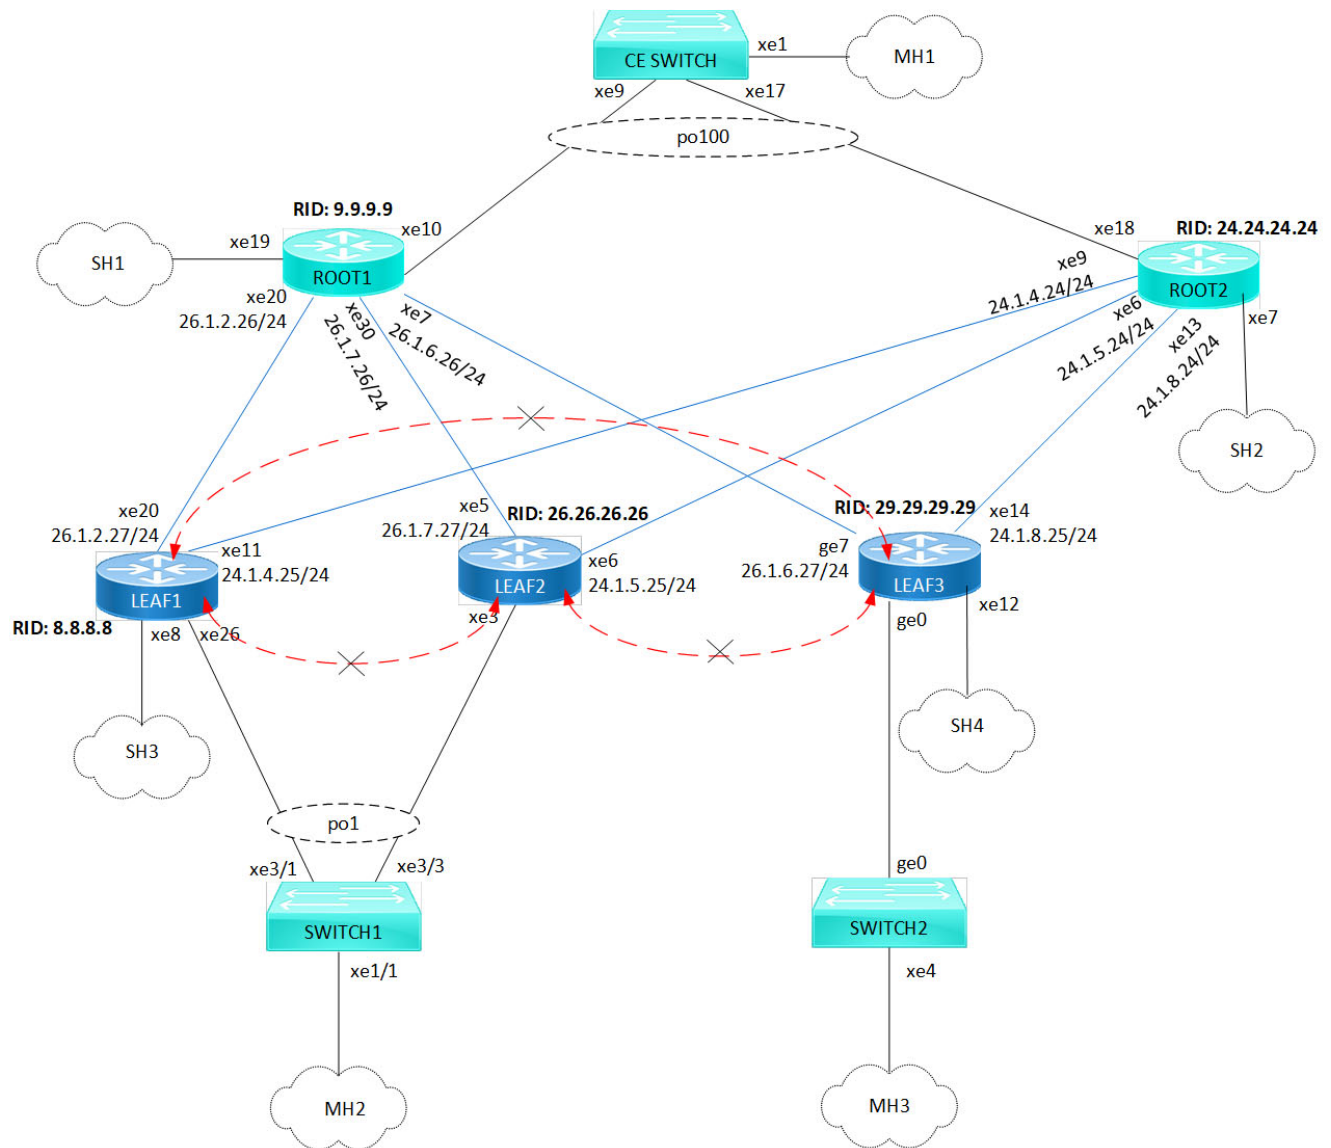 CE SWITCH
xe1
MH1
xe9
xe17
po100
RID: 9.9.9.9
xe10
xe19
SH1
ROOT1
xe20
26.1.2.26/24
xe30
26.1.7.26/24
xe7
26.1.6.26/24
xe18
RID: 24.24.24.24
xe9
24.1.4.24/24
ROOT2
xe6
24.1.5.24/24
xe13
24.1.8.24/24
xe7
SH2
xe20
26.1.2.27/24
xe11
24.1.4.25/24
LEAF1
RID: 8.8.8.8
xe8
xe26
xe5
26.1.7.27/24
RID: 26.26.26.26
xe6
24.1.5.25/24
LEAF2
xe3
RID: 29.29.29.29
xe14
24.1.8.25/24
ge7
26.1.6.27/24
LEAF3
xe12
ge0
SH3
SH4
po1
xe3/1
xe3/3
SWITCH1
xe1/1
MH2
ge0
SWITCH2
xe4
MH3